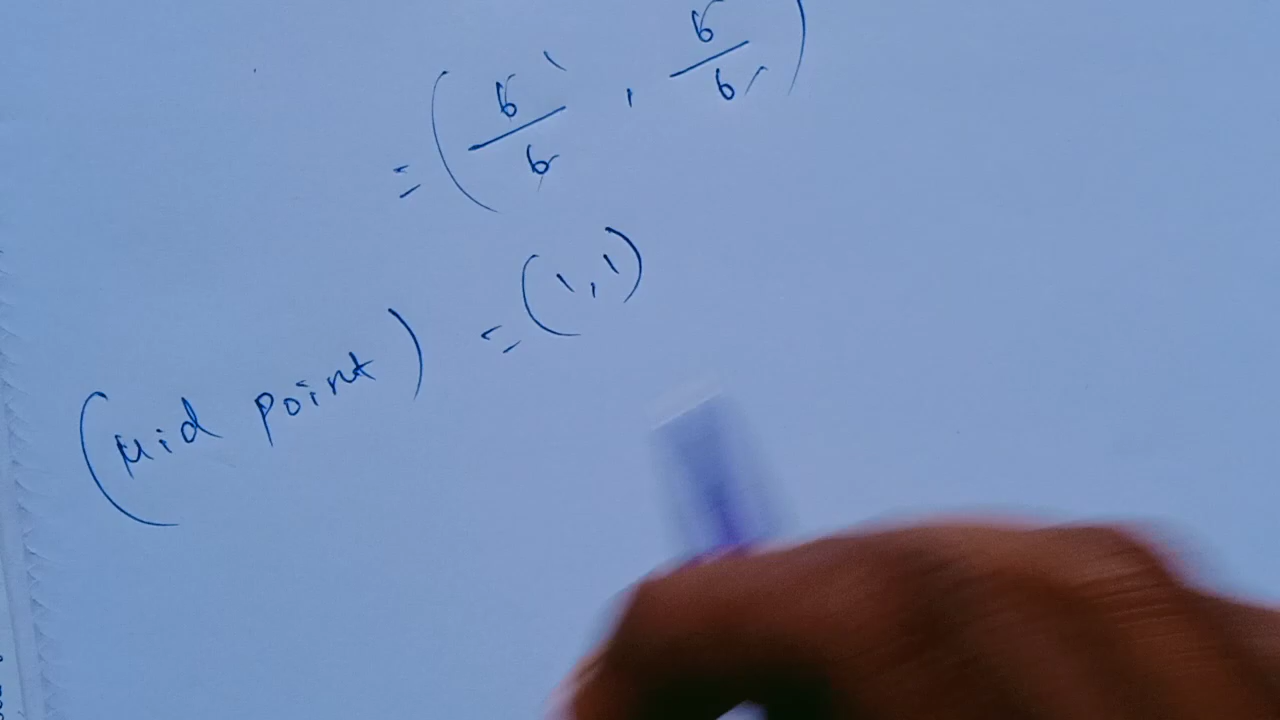 = (6/6, 6/6)
(Mid point) = (1,1)